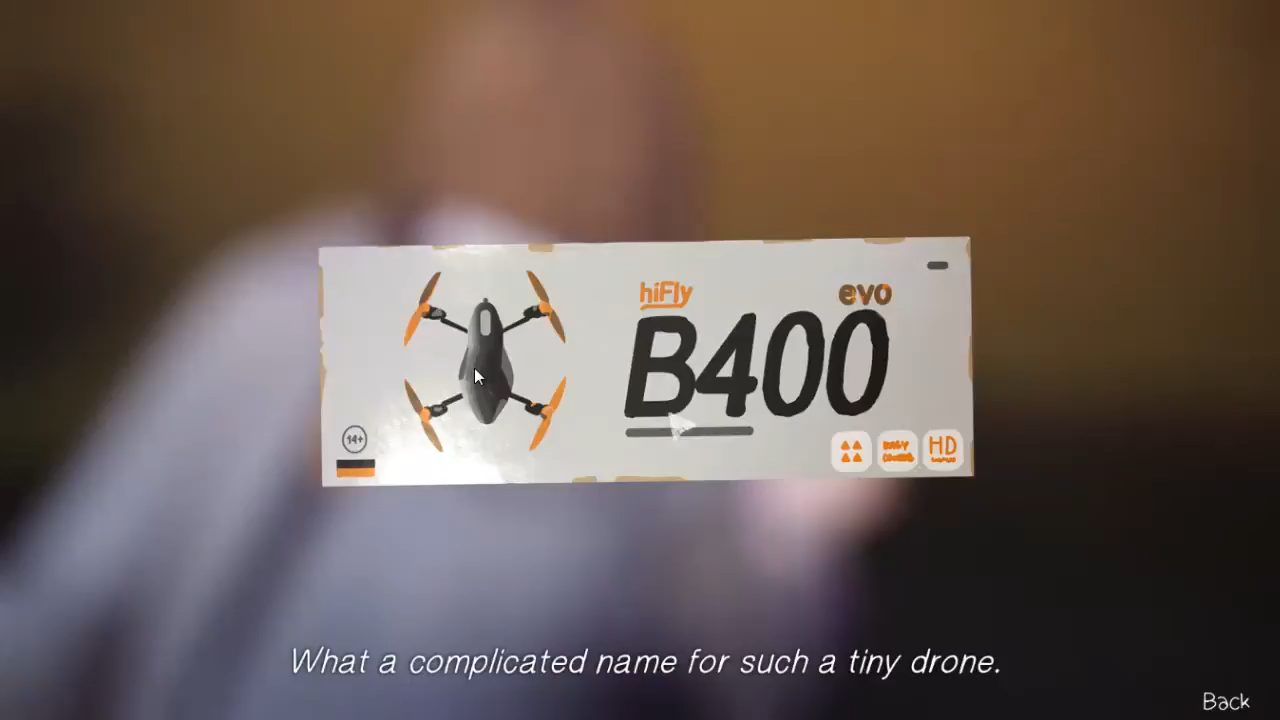 hiFly
evo
B400
14+
HD
What a complicated name for such a tiny drone.
Back